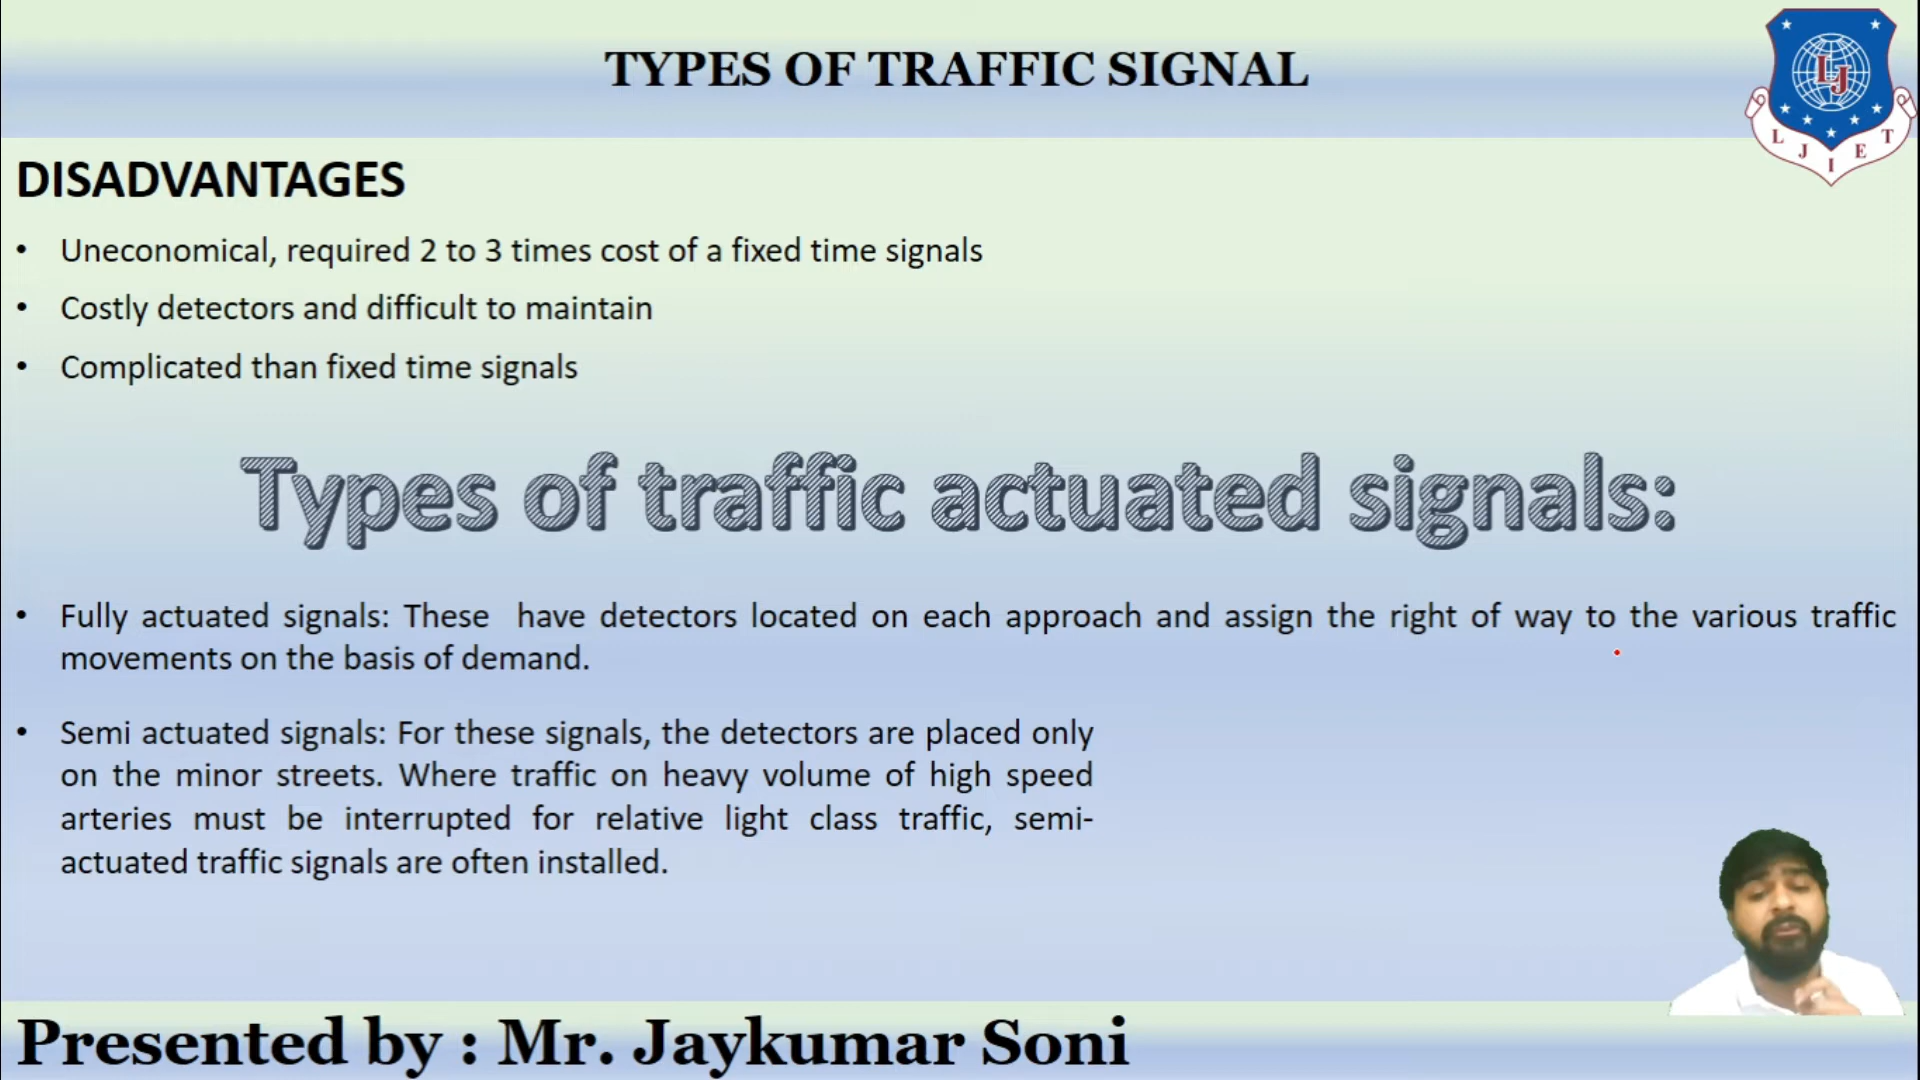 TYPES OF TRAFFIC SIGNAL
LJ
L J I E T
DISADVANTAGES
• Uneconomical, required 2 to 3 times cost of a fixed time signals
• Costly detectors and difficult to maintain
• Complicated than fixed time signals
Types of traffic actuated signals:
• Fully actuated signals: These have detectors located on each approach and assign the right of way to the various traffic
movements on the basis of demand.
• Semi actuated signals: For these signals, the detectors are placed only
on the minor streets. Where traffic on heavy volume of high speed
arteries must be interrupted for relative light class traffic, semi-
actuated traffic signals are often installed.
Presented by : Mr. Jaykumar Soni